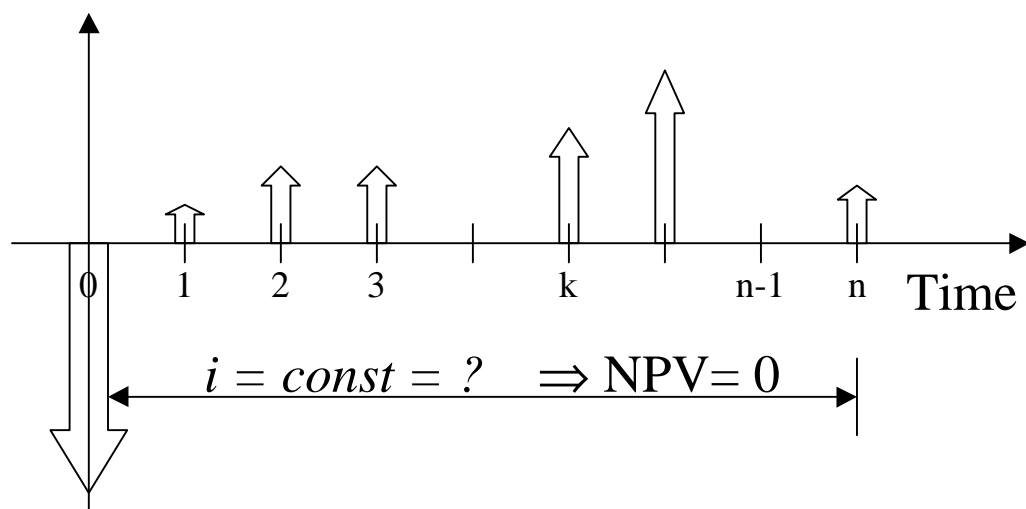 0 1 2 3 k n-1 n Time
i = const = ? ⇒ NPV= 0